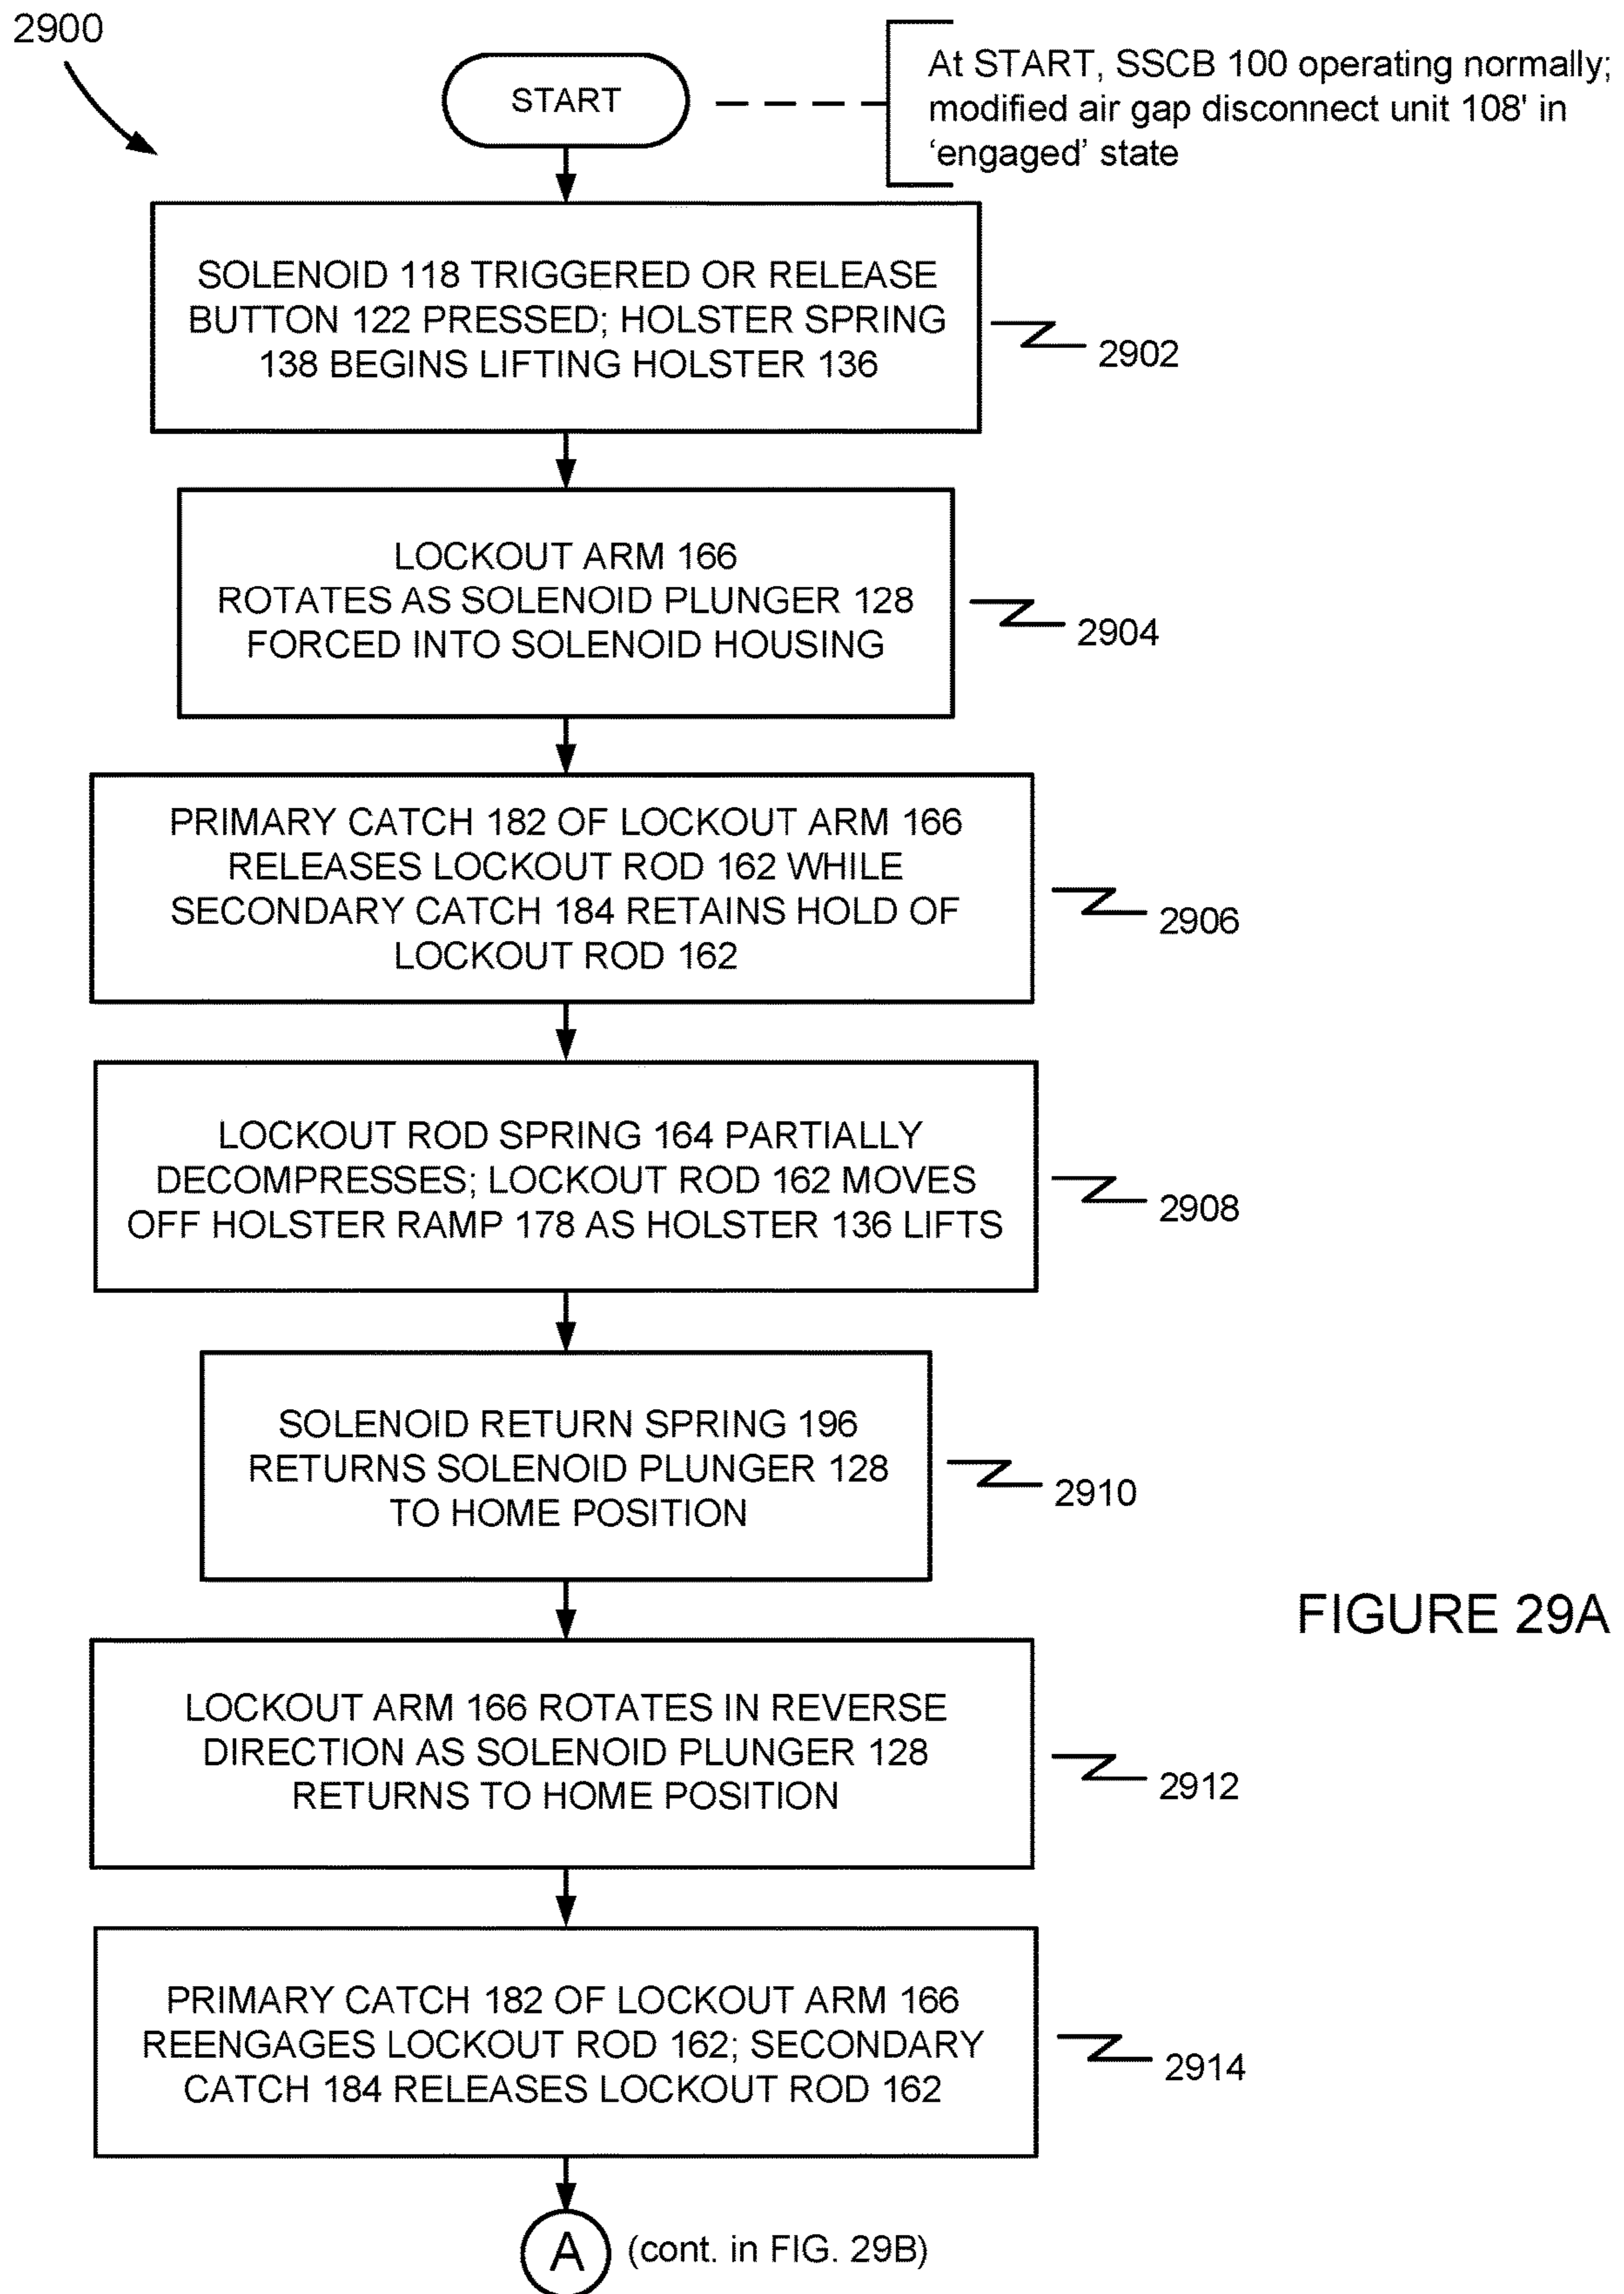 2900
START
At START, SSCB 100 operating normally;
modified air gap disconnect unit 108' in
‘engaged’ state
SOLENOID 118 TRIGGERED OR RELEASE
BUTTON 122 PRESSED; HOLSTER SPRING
138 BEGINS LIFTING HOLSTER 136
2902
LOCKOUT ARM 166
ROTATES AS SOLENOID PLUNGER 128
FORCED INTO SOLENOID HOUSING
2904
PRIMARY CATCH 182 OF LOCKOUT ARM 166
RELEASES LOCKOUT ROD 162 WHILE
SECONDARY CATCH 184 RETAINS HOLD OF
LOCKOUT ROD 162
2906
LOCKOUT ROD SPRING 164 PARTIALLY
DECOMPRESSES; LOCKOUT ROD 162 MOVES
OFF HOLSTER RAMP 178 AS HOLSTER 136 LIFTS
2908
SOLENOID RETURN SPRING 196
RETURNS SOLENOID PLUNGER 128
TO HOME POSITION
2910
FIGURE 29A
LOCKOUT ARM 166 ROTATES IN REVERSE
DIRECTION AS SOLENOID PLUNGER 128
RETURNS TO HOME POSITION
2912
PRIMARY CATCH 182 OF LOCKOUT ARM 166
REENGAGES LOCKOUT ROD 162; SECONDARY
CATCH 184 RELEASES LOCKOUT ROD 162
2914
A (cont. in FIG. 29B)